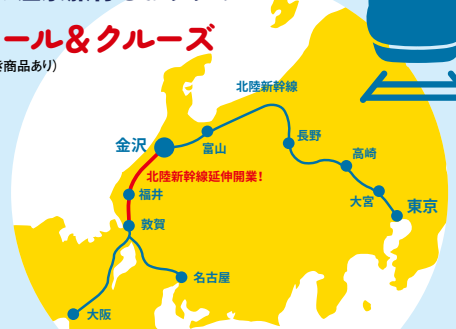 ール&クルーズ
商品あり)
北陸新幹線
金沢
富山
長野
高崎
北陸新幹線延伸開業!
福井
大宮
東京
敦賀
名古屋
大阪